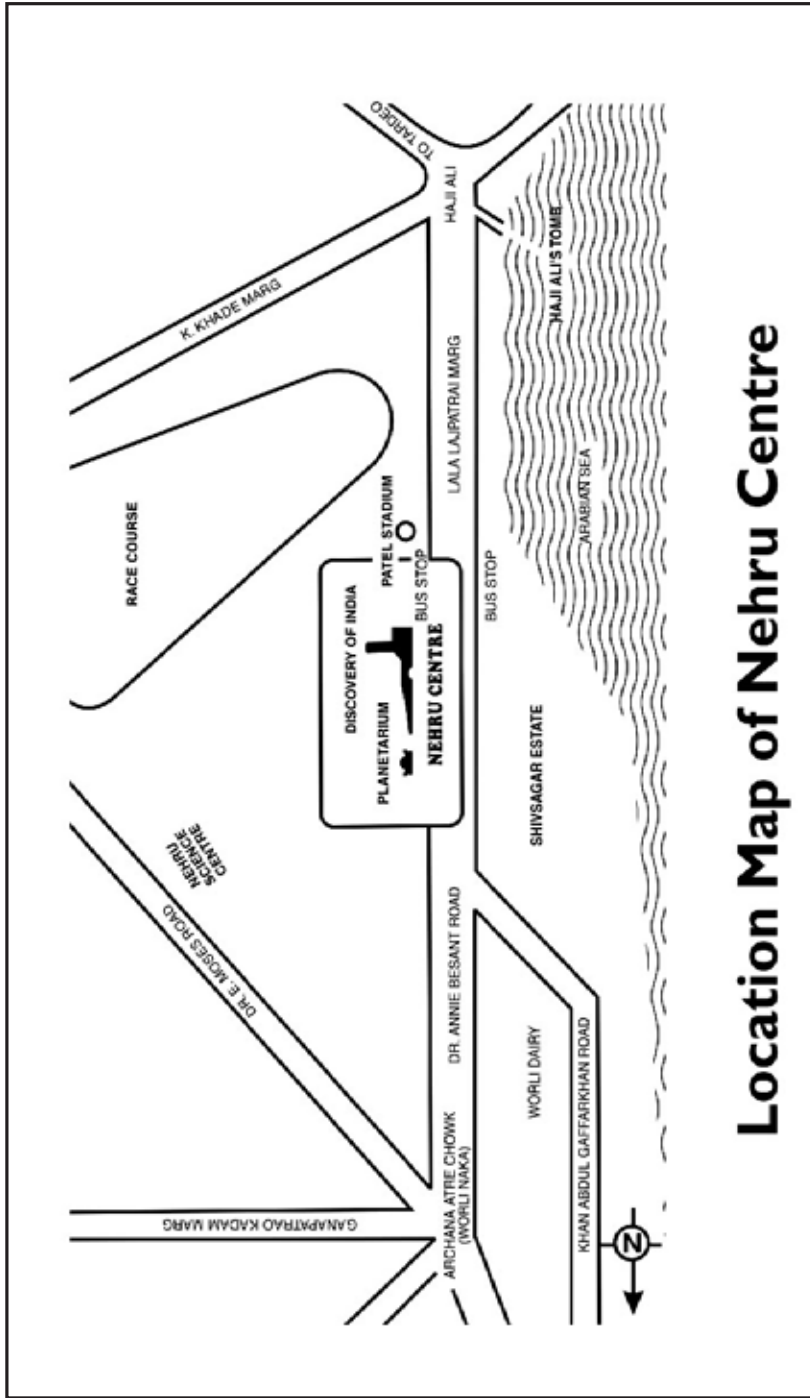 TO TARDEO
HAJI ALI
K. KHADE MARG
HAJI ALI'S TOMB
LALA LAJPATRAI MARG
ARABIAN SEA
RACE COURSE
PATEL STADIUM
BUS STOP
BUS STOP
DISCOVERY OF INDIA
PLANETARIUM
NEHRU CENTRE
SHIVSAGAR ESTATE
NEHRU
SCIENCE
CENTRE
DR. E. MOSES ROAD
DR. ANNIE BESANT ROAD
WORLI DAIRY
KHAN ABDUL GAFFARKHAN ROAD
ARCHANA ATRE CHOWK
(WORLI NAKA)
GANAPATRAO KADAM MARG
N
Location Map of Nehru Centre